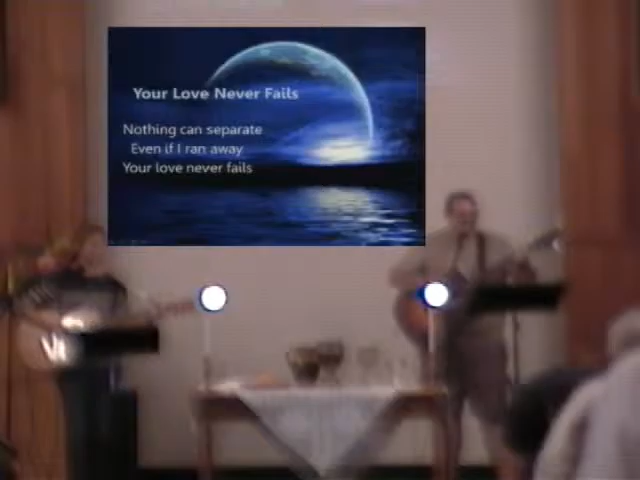 Your Love Never Fails
Nothing can separate
Even if I ran away
Your love never fails